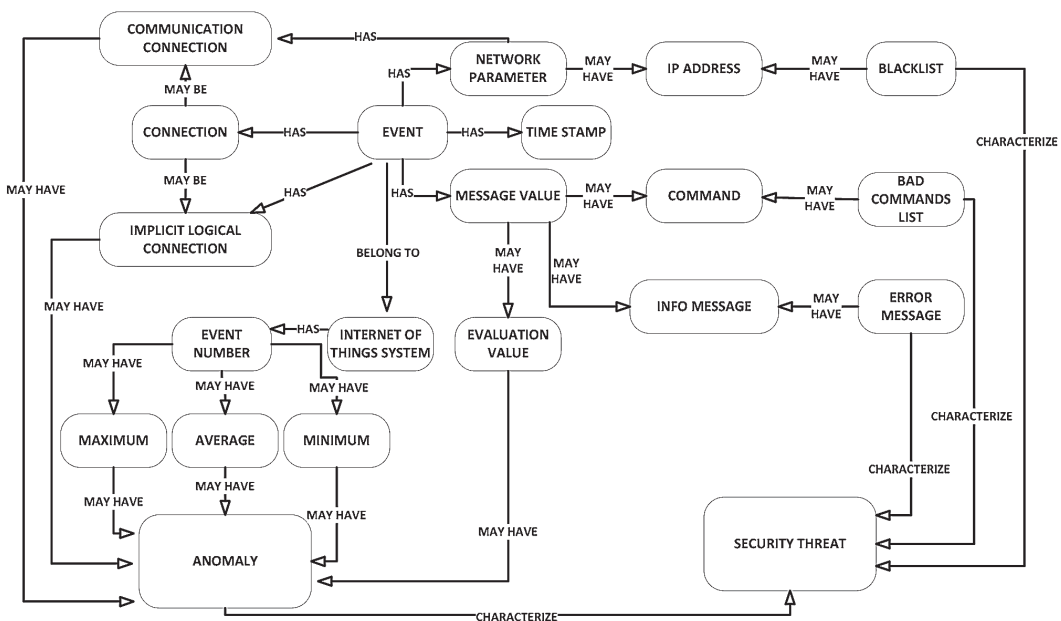 COMMUNICATION
CONNECTION
HAS
NETWORK
PARAMETER
MAY
HAVE
IP ADDRESS
MAY
HAVE
BLACKLIST
HAS
MAY BE
CONNECTION
HAS
EVENT
HAS
TIME STAMP
CHARACTERIZE
MAY HAVE
MAY BE
HAS
HAS
MESSAGE VALUE
MAY
HAVE
COMMAND
MAY
HAVE
BAD
COMMANDS
LIST
IMPLICIT LOGICAL
CONNECTION
BELONG TO
MAY
HAVE
MAY
HAVE
MAY HAVE
INFO MESSAGE
MAY
HAVE
ERROR
MESSAGE
EVENT
NUMBER
HAS
INTERNET OF
THINGS SYSTEM
EVALUATION
VALUE
MAY HAVE
MAY HAVE
MAY HAVE
MAXIMUM
AVERAGE
MINIMUM
CHARACTERIZE
CHARACTERIZE
MAY HAVE
MAY HAVE
MAY HAVE
MAY HAVE
ANOMALY
SECURITY THREAT
CHARACTERIZE